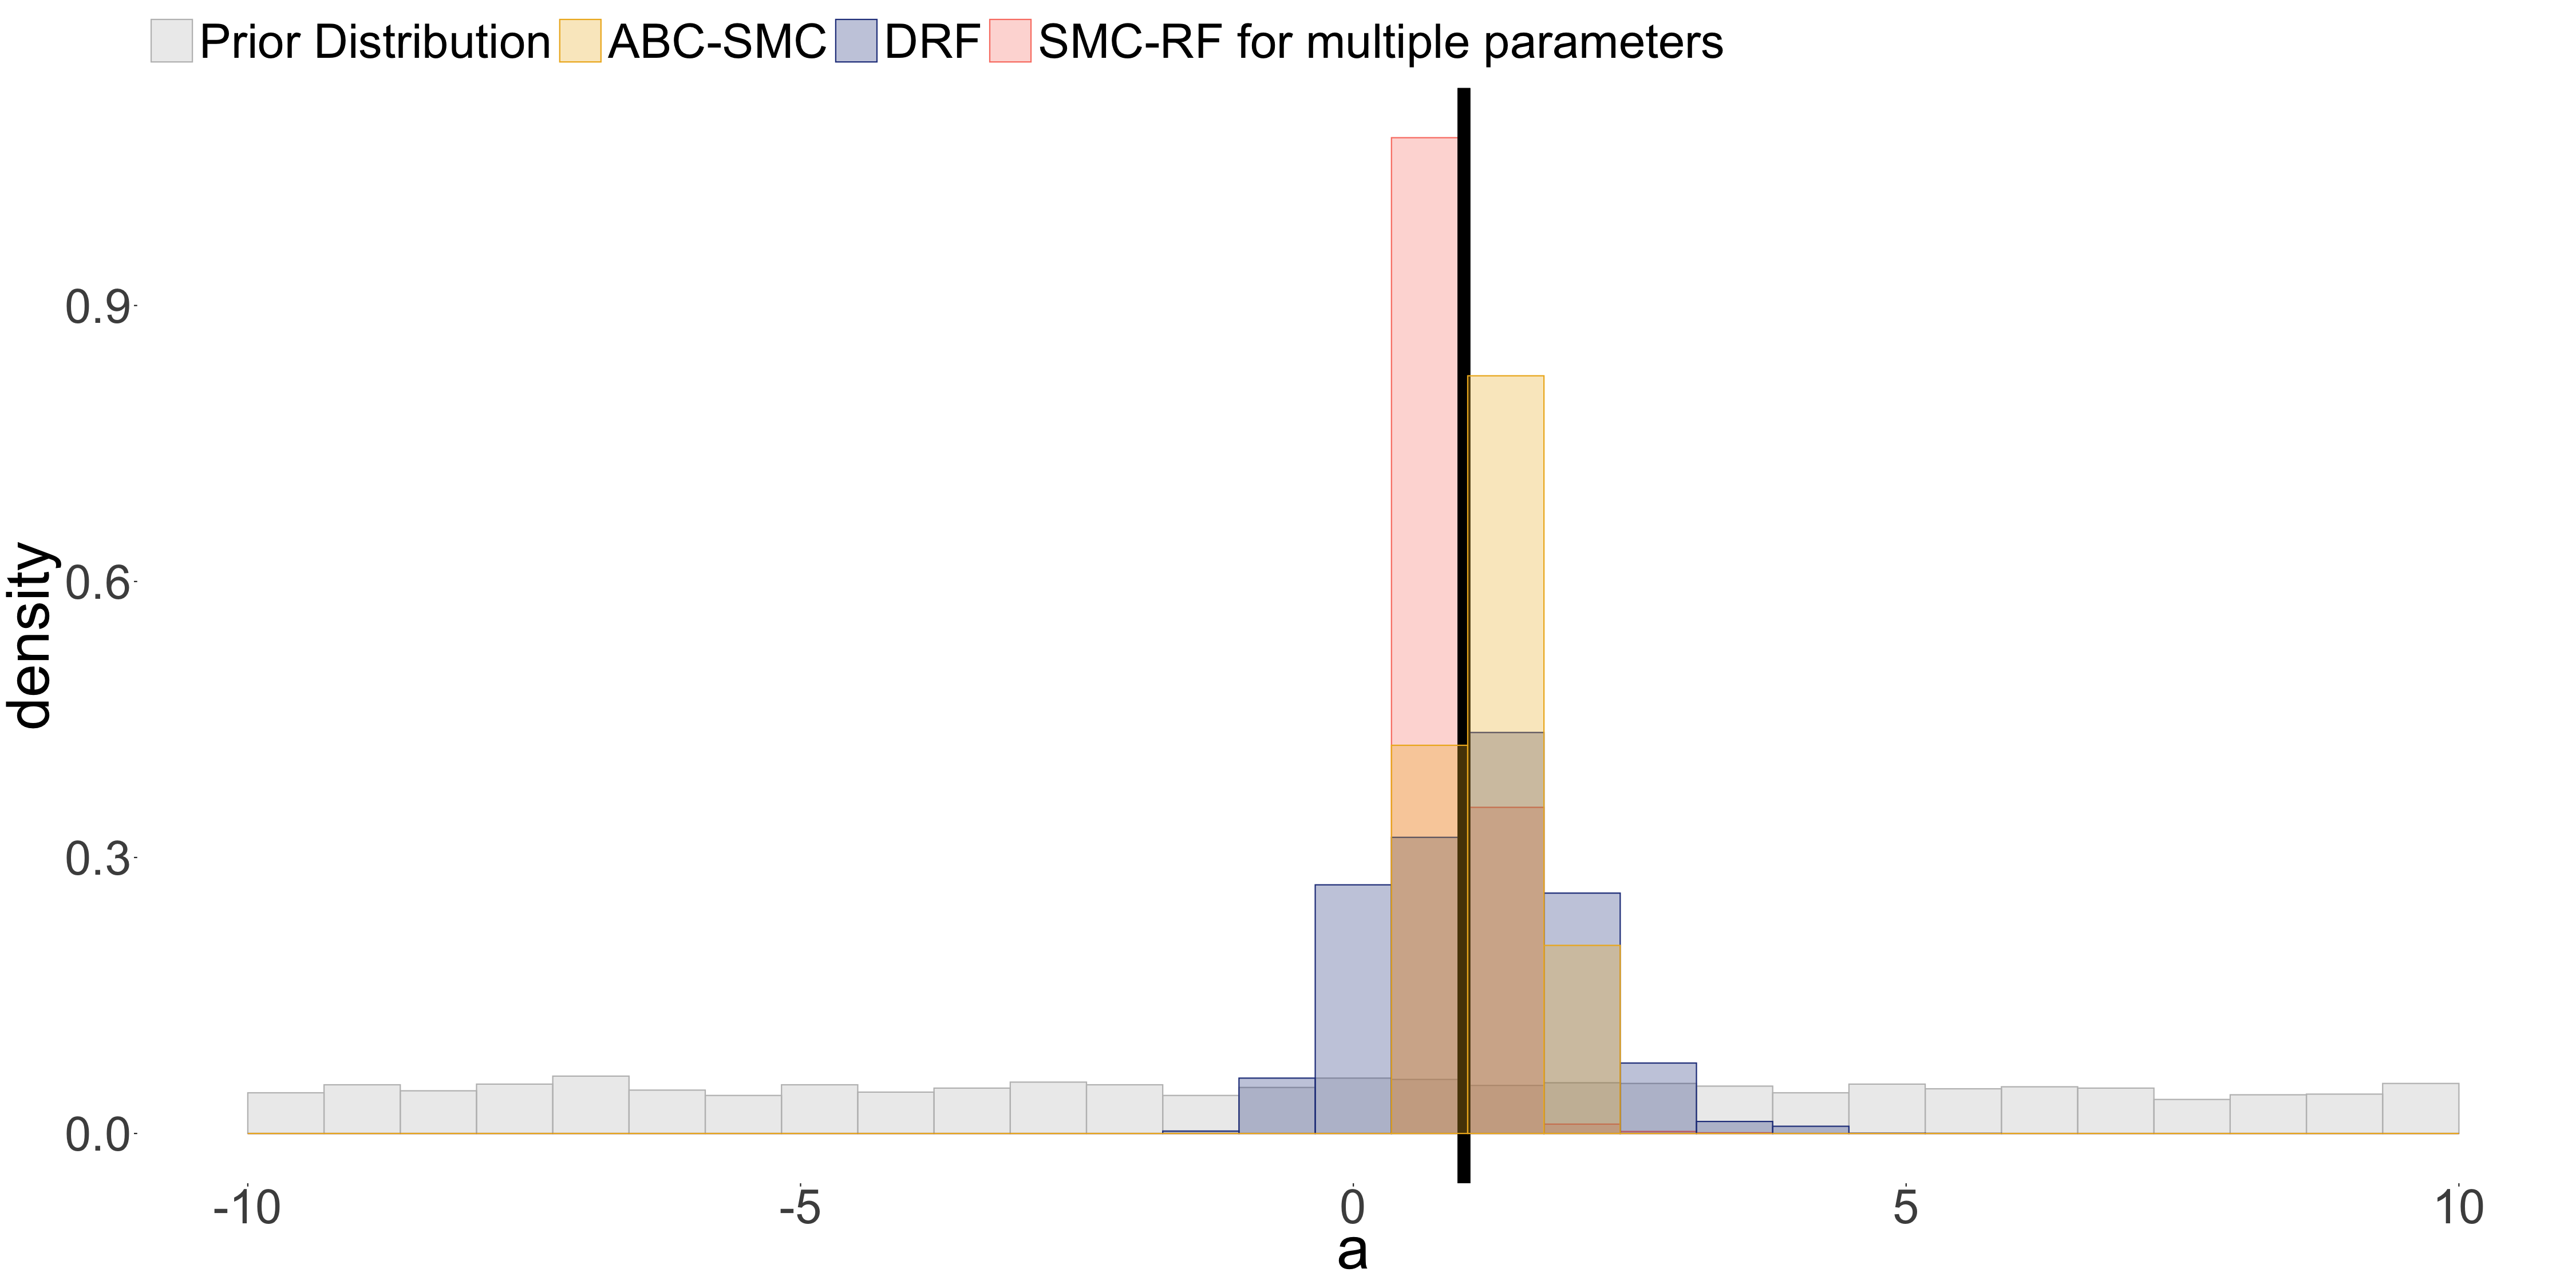 Prior Distribution ABC-SMC DRF SMC-RF for multiple parameters
0.9
0.6
0.3
0.0
density
-10 -5 0 5 10
a